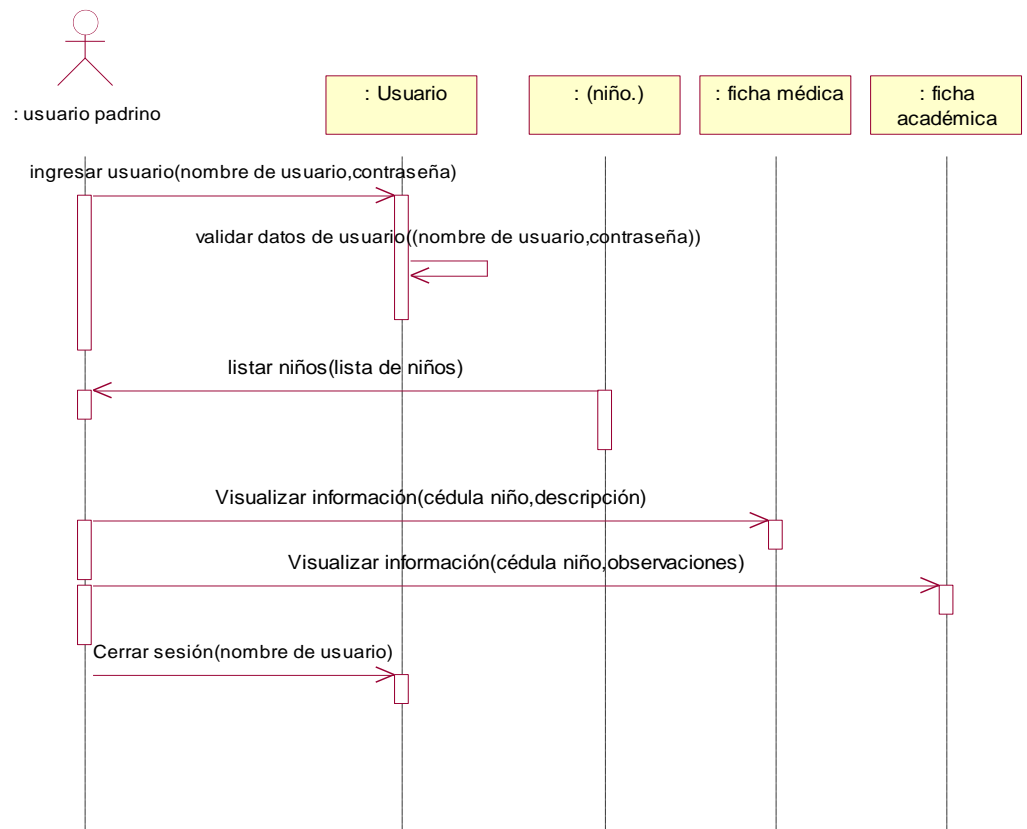 : usuario padrino
: Usuario
: (niño.)
: ficha médica
: ficha
académica
ingresar usuario(nombre de usuario,contraseña)
validar datos de usuario((nombre de usuario,contraseña))
listar niños(lista de niños)
Visualizar información(cédula niño,descripción)
Visualizar información(cédula niño,observaciones)
Cerrar sesión(nombre de usuario)